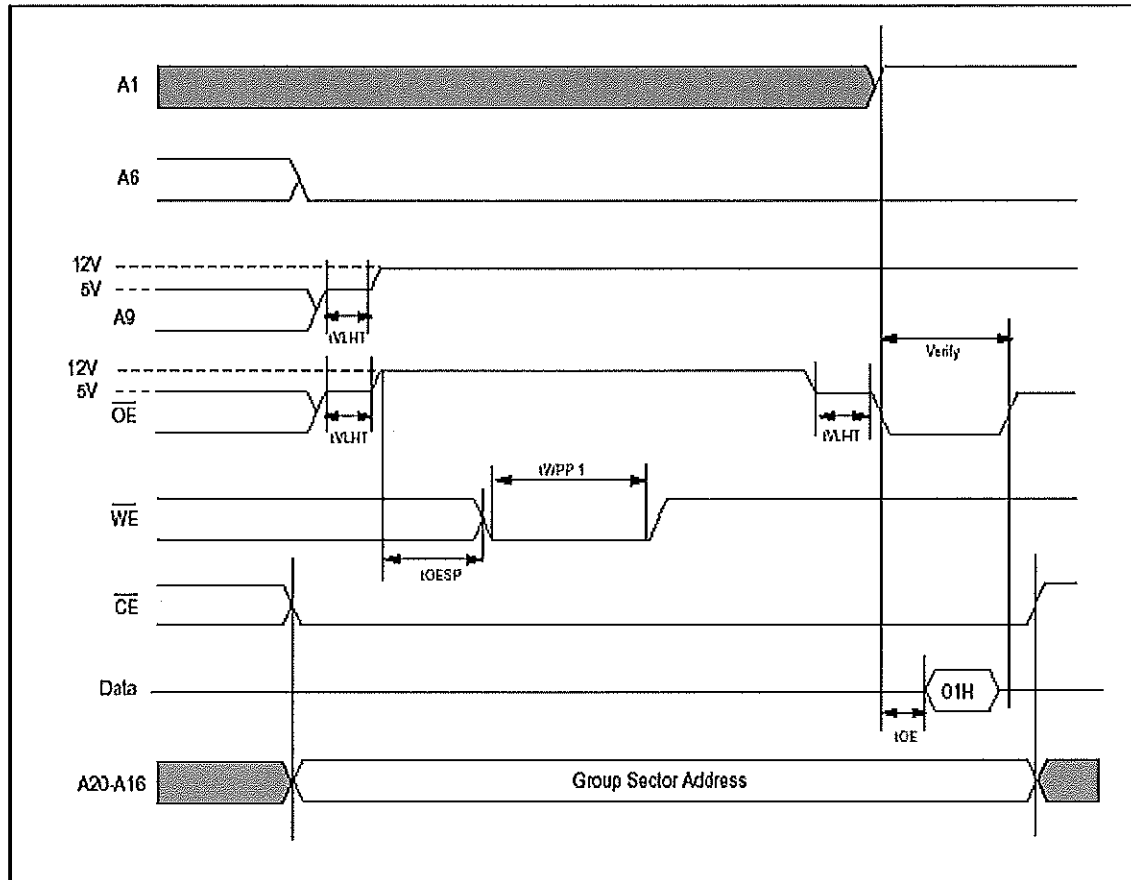 A1
A6
12V
5V
A9
tVLHT
Verify
12V
5V
OE
tVLHT
tVLHT
tWPP 1
WE
tOESP
CE
Data
01H
tOE
A20-A16
Group Sector Address